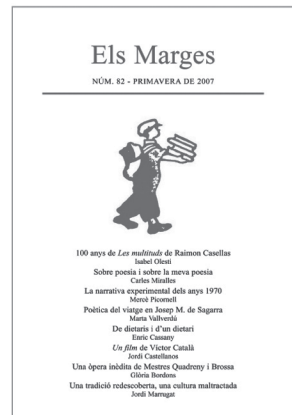 Els Marges
NÚM. 82 - PRIMAVERA DE 2007
100 anys de Les multituds de Raimon Casellas
Isabel Olesti
Sobre poesia i sobre la meva poesia
Carles Miralles
La narrativa experimental dels anys 1970
Mercè Picornell
Poètica del viatge en Josep M. de Sagarra
Marta Vallverdú
De dietaris i d'un dietari
Enric Cassany
Un film de Víctor Català
Jordi Castellanos
Una òpera inèdita de Mestres Quadreny i Brossa
Glòria Bordons
Una tradició redescoberta, una cultura maltractada
Jordi Marrugat